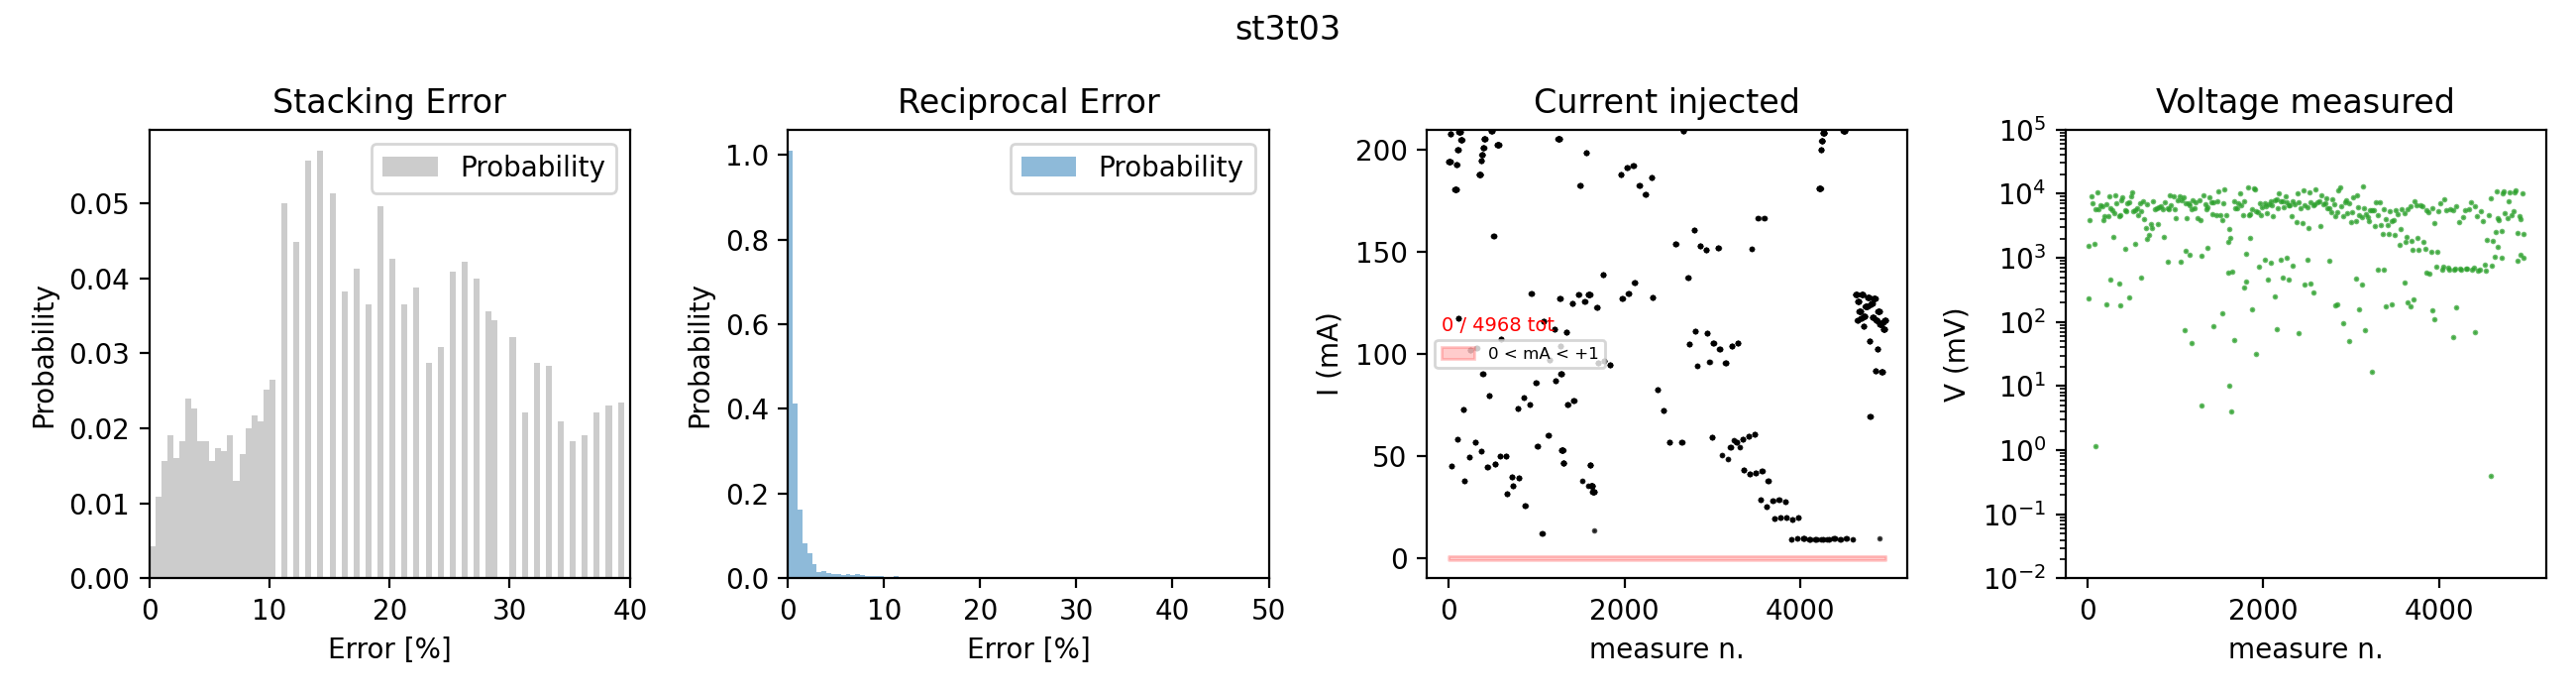 st3t03
Stacking Error
Probability
Probability
0.00
0.01
0.02
0.03
0.04
0.05
0 10 20 30 40
Error [%]
Reciprocal Error
Probability
Probability
0.0
0.2
0.4
0.6
0.8
1.0
0 10 20 30 40 50
Error [%]
Current injected
I (mA)
200
150
100
50
0
0 / 4968 tot
0 < mA < +1
0 2000 4000
measure n.
Voltage measured
V (mV)
10^5
10^4
10^3
10^2
10^1
10^0
10^-1
10^-2
0 2000 4000
measure n.